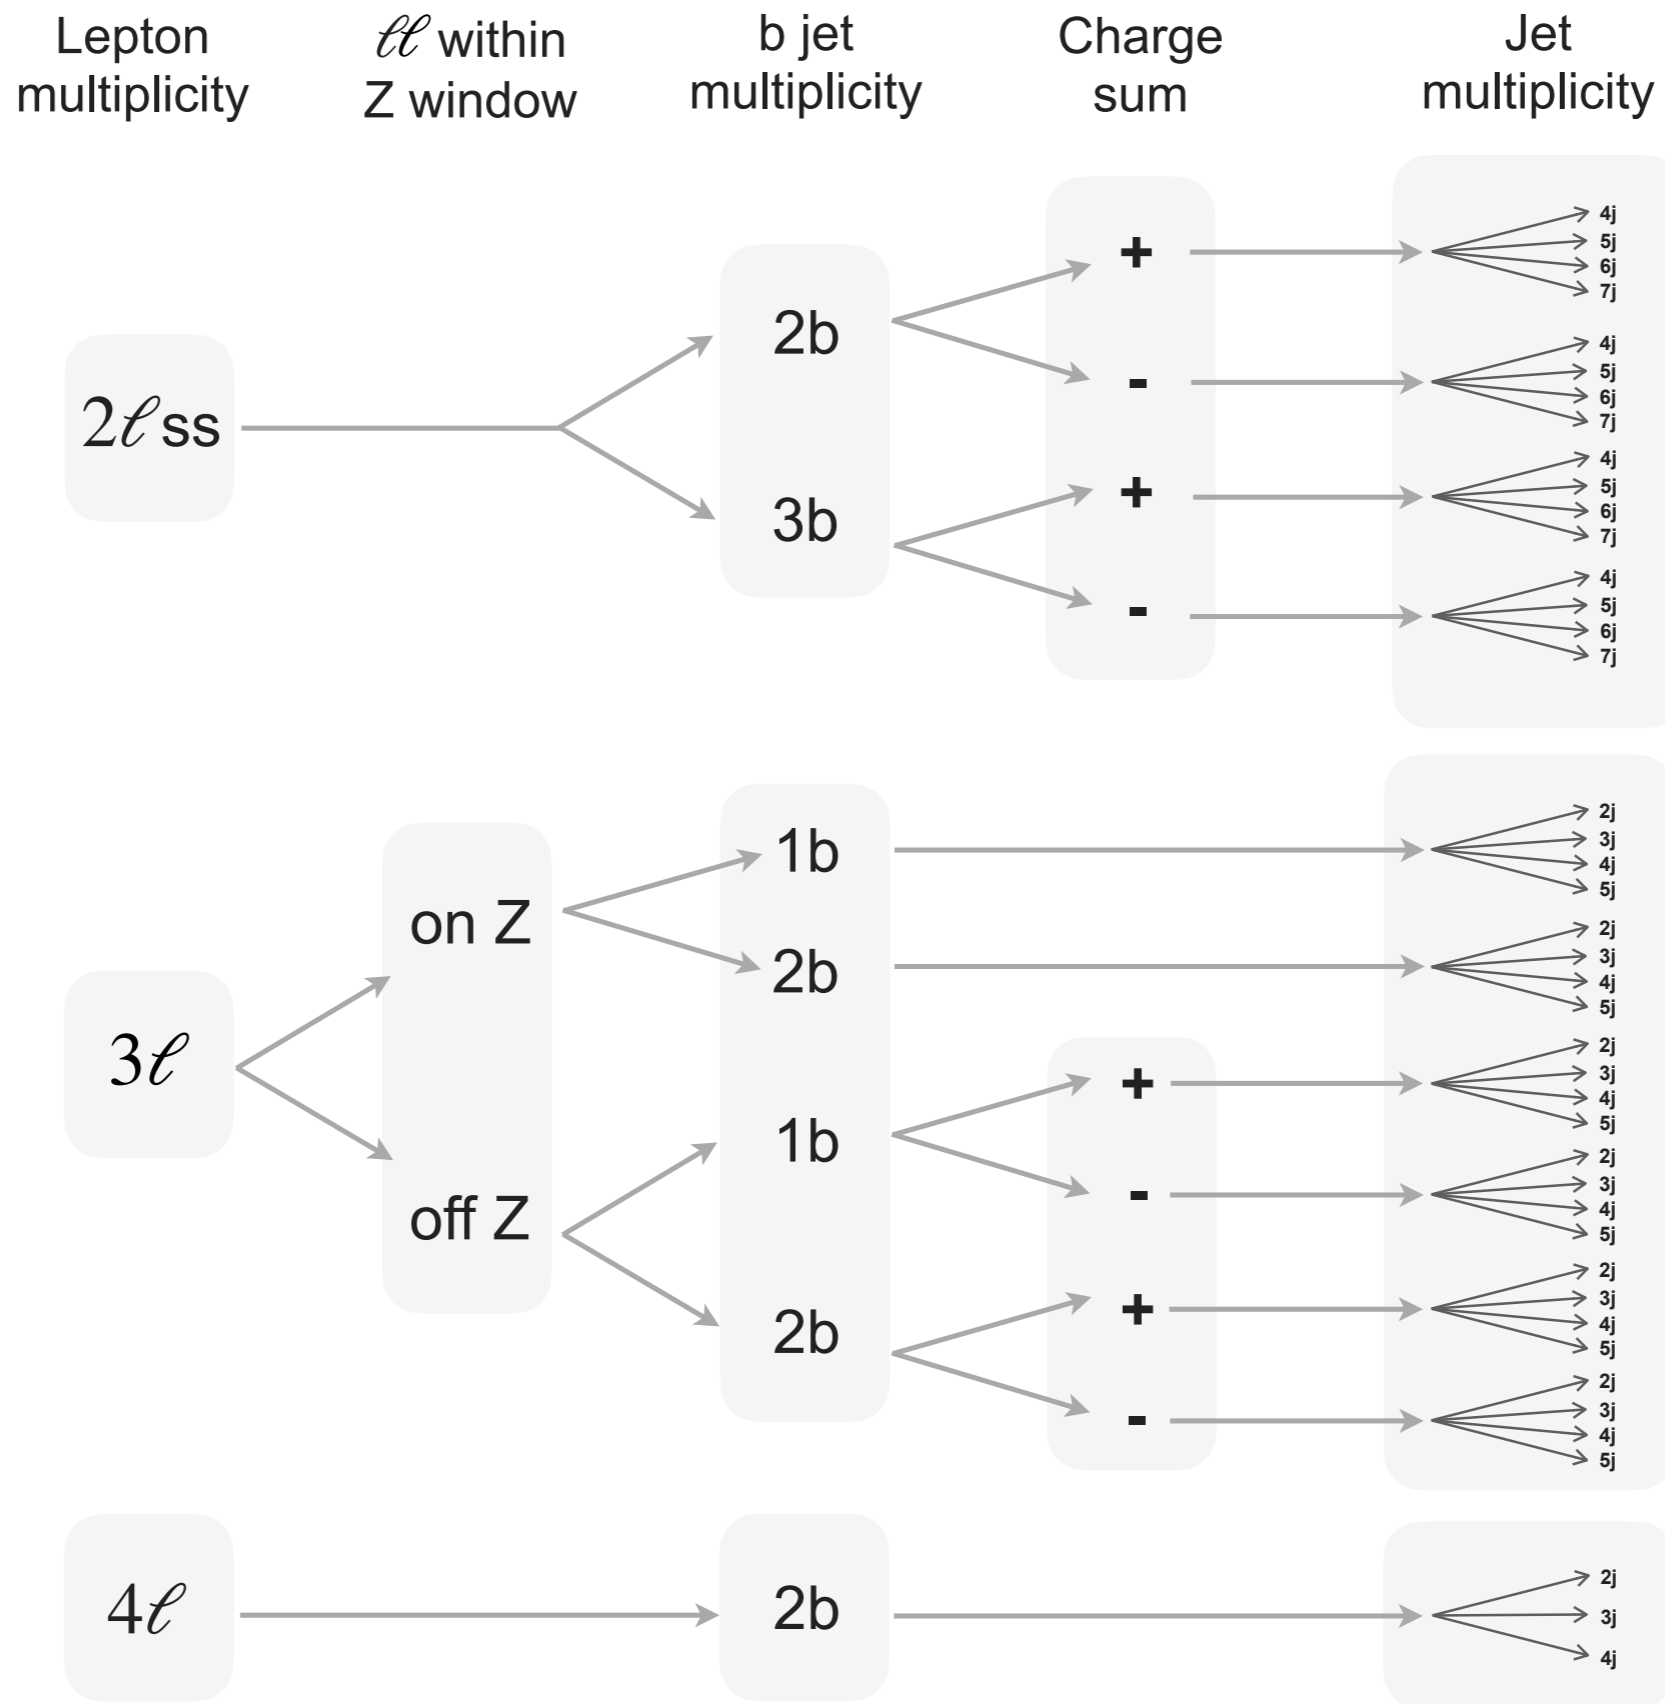 Lepton
multiplicity
ℓℓ within
Z window
b jet
multiplicity
Charge
sum
Jet
multiplicity
2ℓ ss
2b
3b
+
-
+
-
4j
5j
6j
7j
4j
5j
6j
7j
4j
5j
6j
7j
4j
5j
6j
7j
3ℓ
on Z
off Z
1b
2b
1b
2b
+
-
+
-
2j
3j
4j
5j
2j
3j
4j
5j
2j
3j
4j
5j
2j
3j
4j
5j
2j
3j
4j
5j
2j
3j
4j
5j
4ℓ
2b
2j
3j
4j